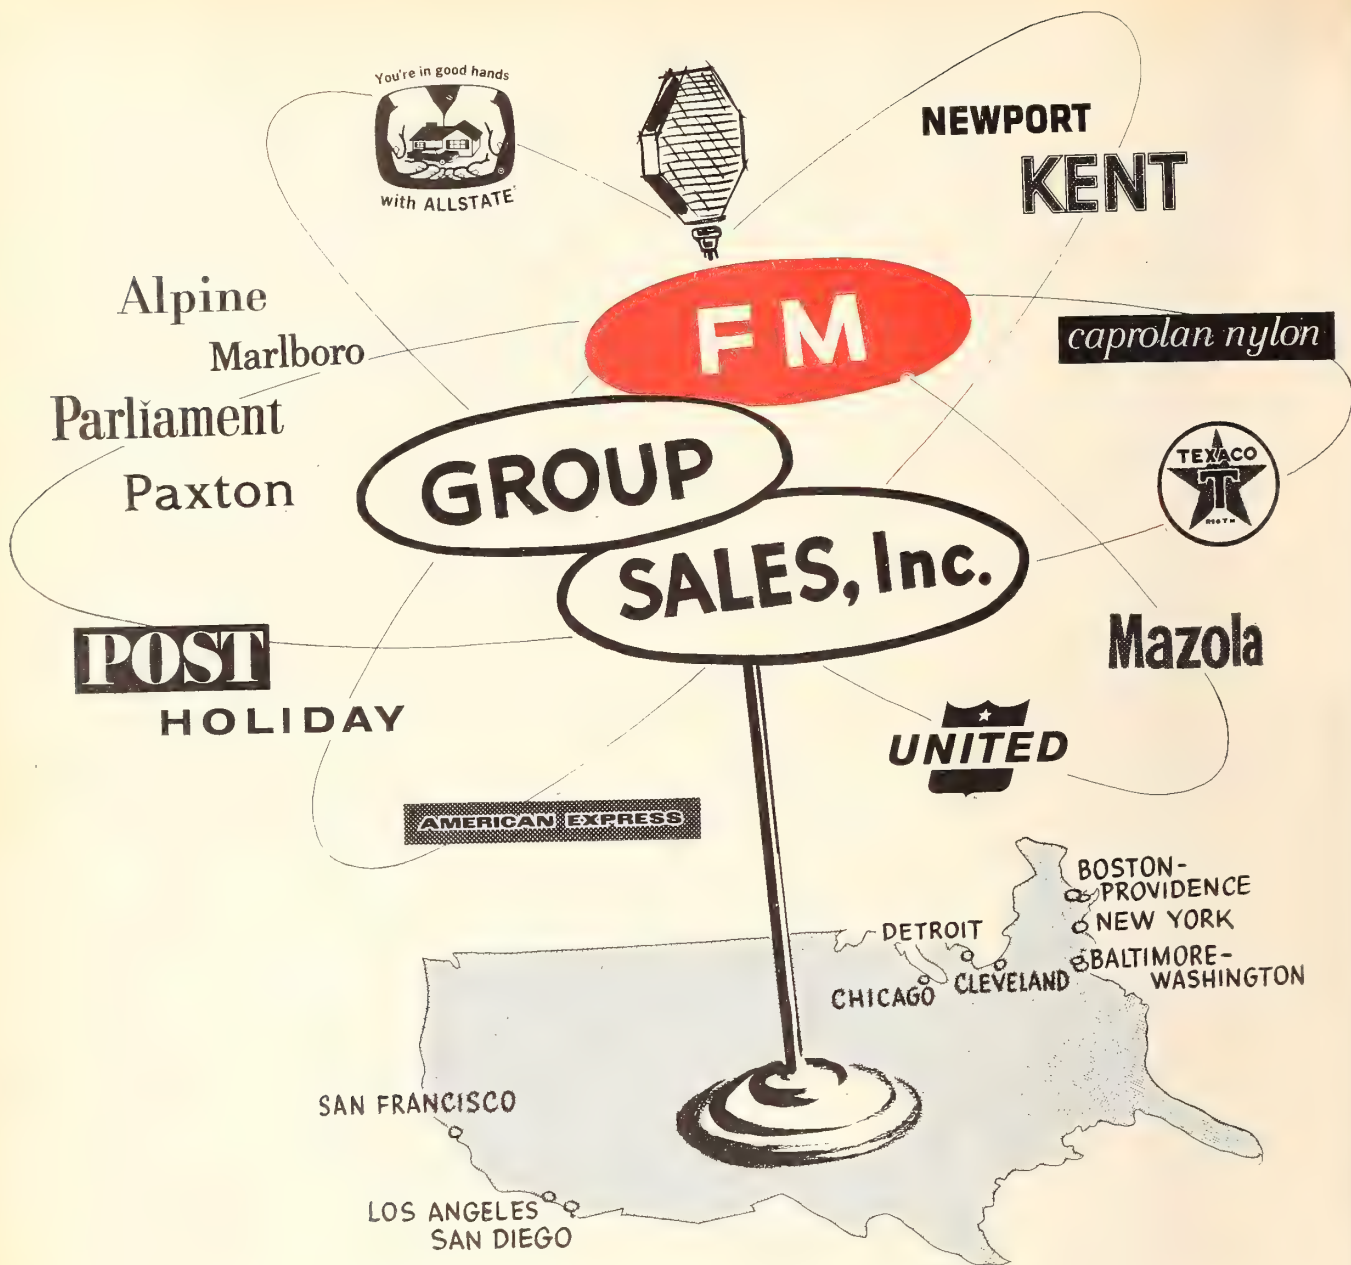 You're in good hands
with ALLSTATE
NEWPORT
KENT
Alpine
Marlboro
Parliament
Paxton
FM
GROUP
SALES, Inc.
caprolan nylon
TEXACO
T
Mazola
POST
HOLIDAY
UNITED
AMERICAN EXPRESS
BOSTON-
PROVIDENCE
NEW YORK
BALTIMORE-
WASHINGTON
DETROIT
CLEVELAND
CHICAGO
SAN FRANCISCO
LOS ANGELES
SAN DIEGO